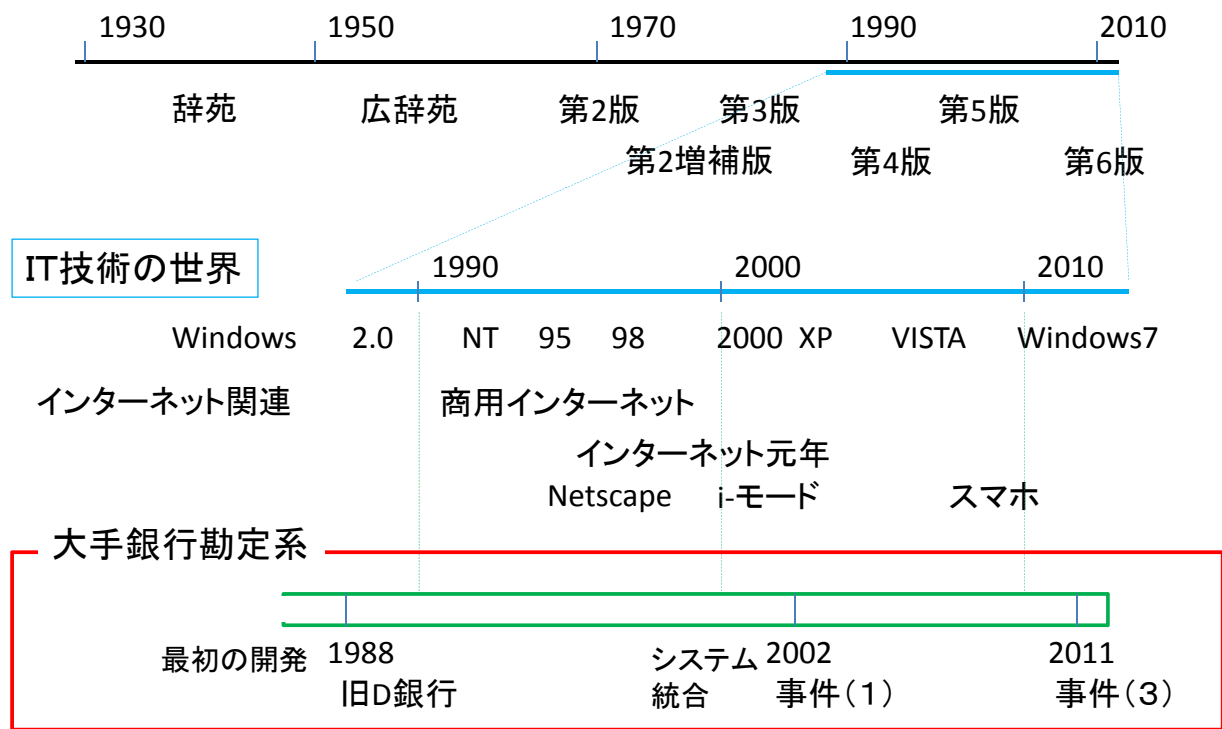 1930 1950 1970 1990 2010
辞苑 広辞苑 第2版 第3版 第5版
第2増補版 第4版 第6版
IT技術の世界
1990 2000 2010
Windows 2.0 NT 95 98 2000 XP VISTA Windows7
インターネット関連 商用インターネット
インターネット元年
Netscape i-モード スマホ
大手銀行勘定系
最初の開発 1988 システム 2002 2011
旧D銀行 統合 事件(1) 事件(3)